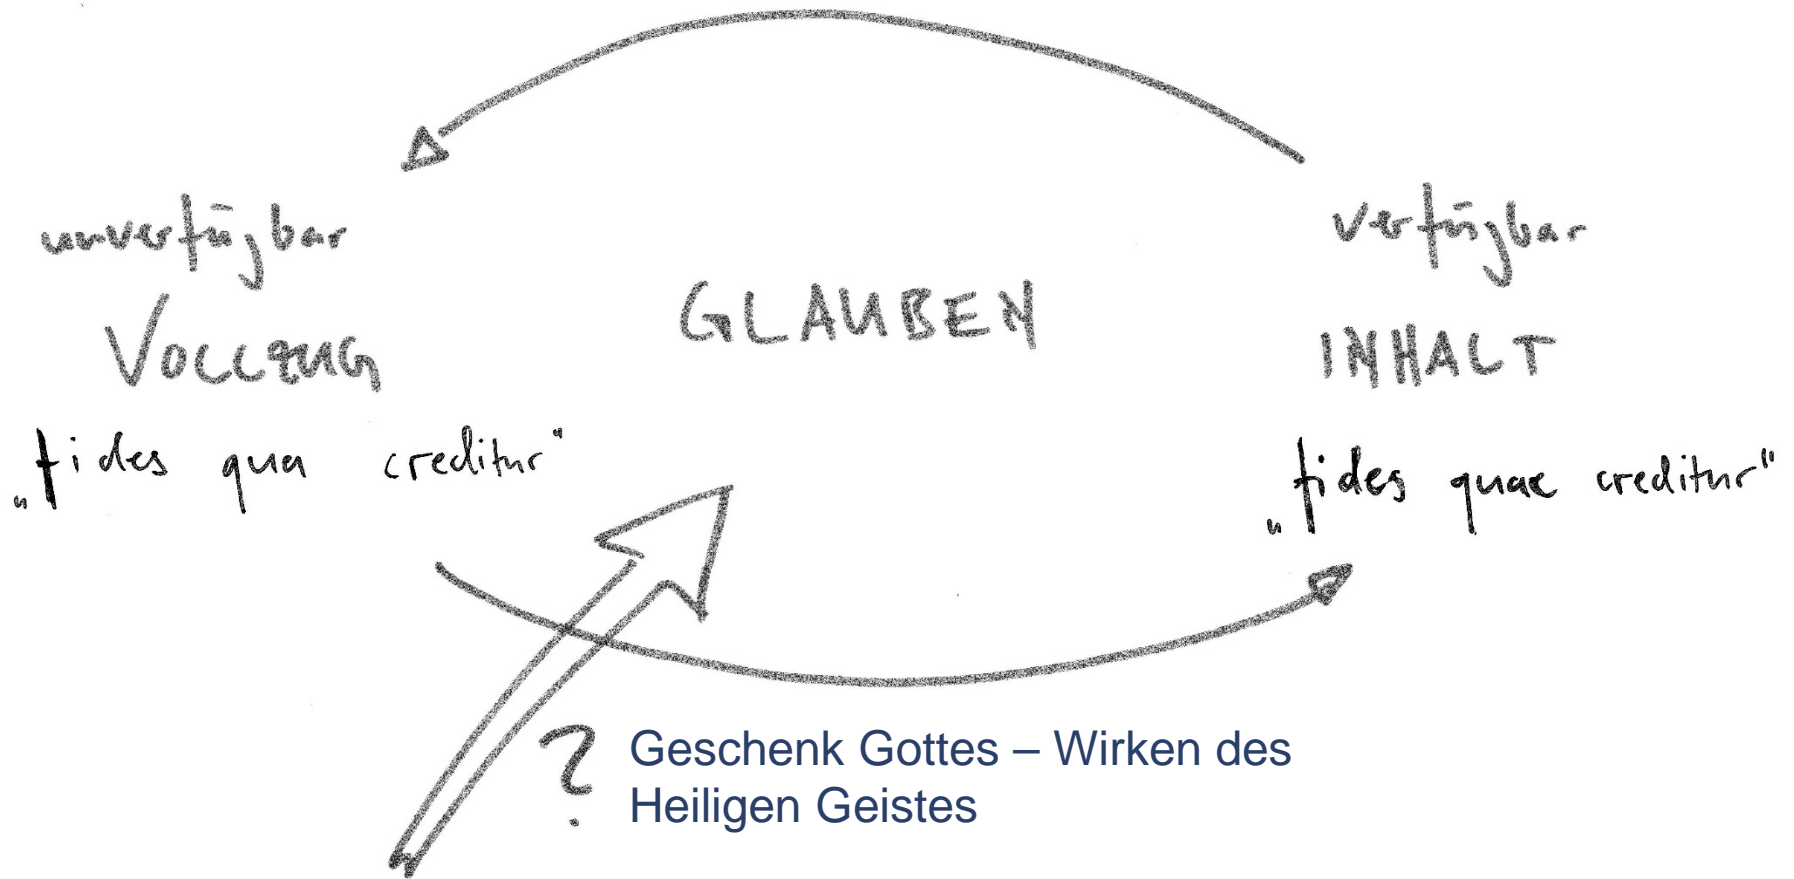 unverfügbar
VOLLZUG
„fides qua creditur“
GLAUBEN
verfügbar
INHALT
„fides quae creditur“
? Geschenk Gottes – Wirken des
Heiligen Geistes